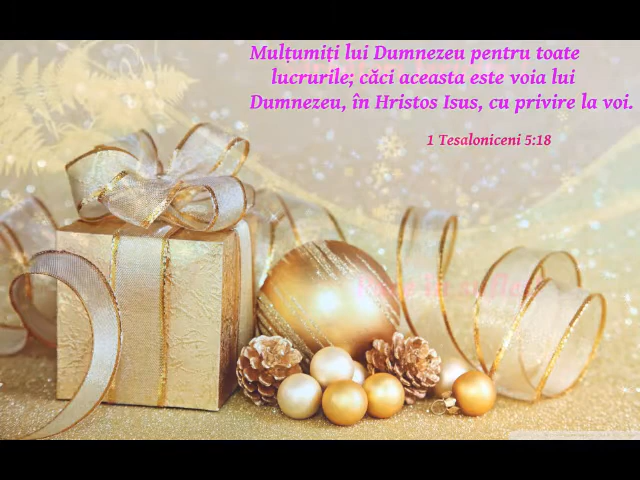 Mulțumiți lui Dumnezeu pentru toate
lucrurile; căci aceasta este voia lui
Dumnezeu, în Hristos Isus, cu privire la voi.
1 Tesaloniceni 5:18